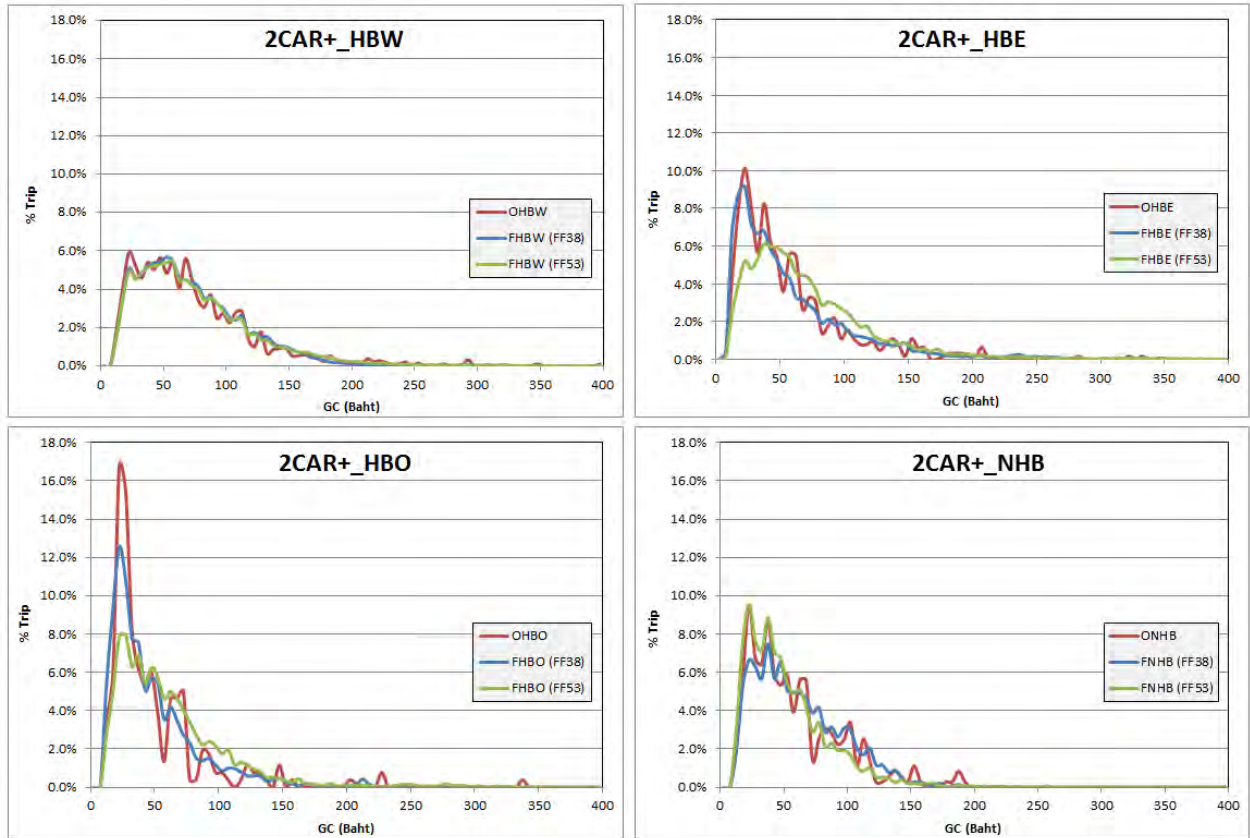 2CAR+_HBW
18.0%
16.0%
14.0%
12.0%
10.0%
8.0%
6.0%
4.0%
2.0%
0.0%
% Trip
OHBW
FHBW (FF38)
FHBW (FF53)
0 50 100 150 200 250 300 350 400
GC (Baht)
2CAR+_HBE
18.0%
16.0%
14.0%
12.0%
10.0%
8.0%
6.0%
4.0%
2.0%
0.0%
% Trip
OHBE
FHBE (FF38)
FHBE (FF53)
0 50 100 150 200 250 300 350 400
GC (Baht)
2CAR+_HBO
18.0%
16.0%
14.0%
12.0%
10.0%
8.0%
6.0%
4.0%
2.0%
0.0%
% Trip
OHBO
FHBO (FF38)
FHBO (FF53)
0 50 100 150 200 250 300 350 400
GC (Baht)
2CAR+_NHB
18.0%
16.0%
14.0%
12.0%
10.0%
8.0%
6.0%
4.0%
2.0%
0.0%
% Trip
ONHB
FNHB (FF38)
FNHB (FF53)
0 50 100 150 200 250 300 350 400
GC (Baht)